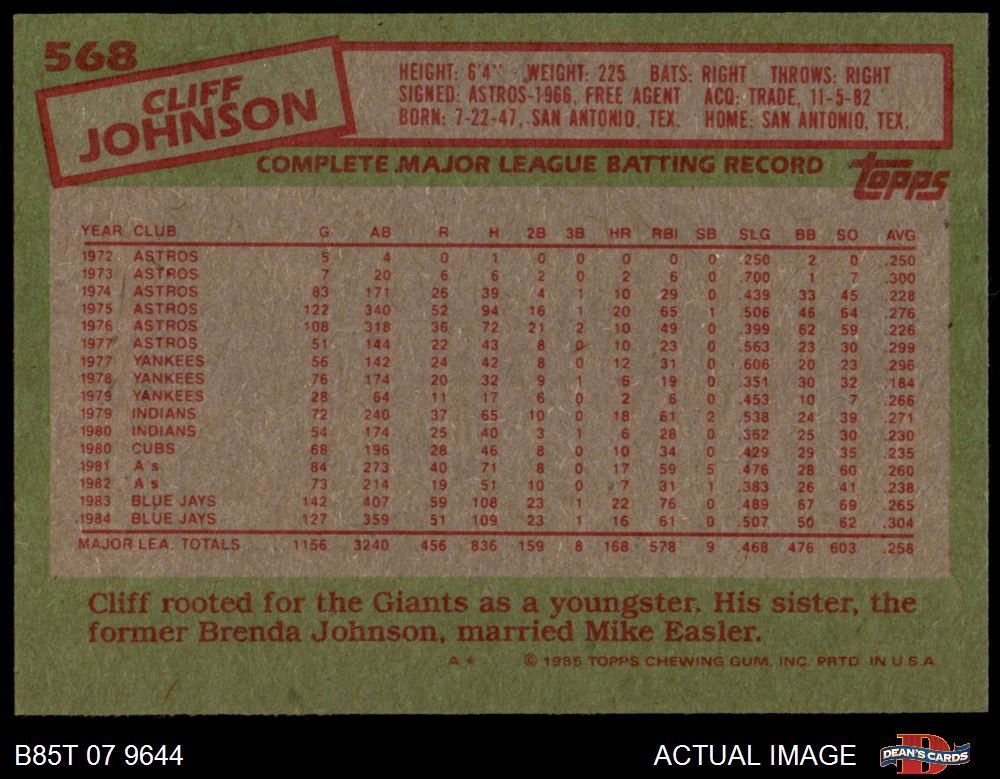 568
CLIFF
JOHNSON
HEIGHT: 6'4" WEIGHT: 225 BATS: RIGHT THROWS: RIGHT
SIGNED: ASTROS-1966, FREE AGENT ACQ: TRADE, 11-5-82
BORN: 7-22-47, SAN ANTONIO, TEX. HOME: SAN ANTONIO, TEX.
COMPLETE MAJOR LEAGUE BATTING RECORD
Topps
YEAR CLUB G AB R H 2B 3B HR RBI SB SLG BB SO AVG
1972 ASTROS 5 4 0 1 0 0 0 0 0 .250 2 0 .250
1973 ASTROS 7 20 6 6 2 0 2 6 0 .700 1 7 .300
1974 ASTROS 83 171 26 39 4 1 10 29 0 .439 33 45 .228
1975 ASTROS 122 340 52 94 16 1 20 65 1 .506 46 64 .276
1976 ASTROS 108 318 36 72 21 2 10 49 0 .399 62 59 .226
1977 ASTROS 51 144 22 43 8 0 10 23 0 .563 23 30 .299
1977 YANKEES 56 142 24 42 8 0 12 31 0 .606 20 23 .296
1978 YANKEES 76 174 20 32 9 1 6 19 0 .351 30 32 .184
1979 YANKEES 28 64 11 17 6 0 2 6 0 .453 10 7 .266
1979 INDIANS 72 240 37 65 10 0 18 61 2 .538 24 39 .271
1980 INDIANS 54 174 25 40 3 1 6 28 0 .362 25 30 .230
1980 CUBS 68 196 28 46 8 0 10 34 0 .429 29 35 .235
1981 A's 84 273 40 71 8 0 17 59 5 .476 28 60 .260
1982 A's 73 214 19 51 10 0 7 31 1 .383 26 41 .238
1983 BLUE JAYS 142 407 59 108 23 1 22 76 0 .489 67 69 .265
1984 BLUE JAYS 127 359 51 109 23 1 16 61 0 .507 50 62 .304
MAJOR LEA. TOTALS 1156 3240 456 836 159 8 168 578 9 .468 476 603 .258
Cliff rooted for the Giants as a youngster. His sister, the
former Brenda Johnson, married Mike Easler.
A* © 1985 TOPPS CHEWING GUM, INC. PRTD. IN U.S.A.
B85T 07 9644 ACTUAL IMAGE DEAN'S CARDS